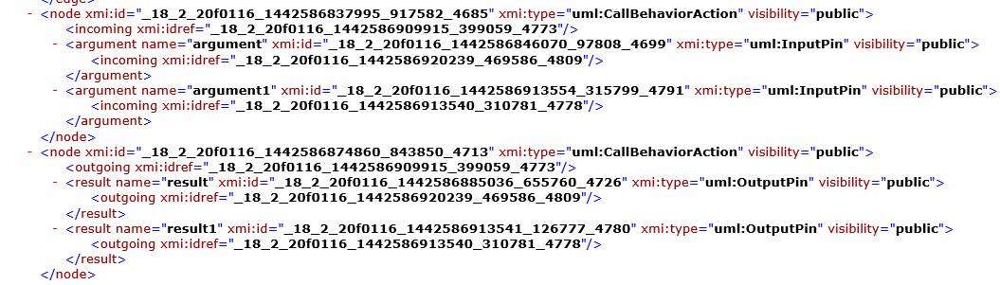 </edge>
- <node xmi:id="_18_2_20f0116_1442586837995_917582_4685" xmi:type="uml:CallBehaviorAction" visibility="public">
<incoming xmi:idref="_18_2_20f0116_1442586909915_399059_4773"/>
- <argument name="argument" xmi:id="_18_2_20f0116_1442586846070_97808_4699" xmi:type="uml:InputPin" visibility="public">
<incoming xmi:idref="_18_2_20f0116_1442586920239_469586_4809"/>
</argument>
- <argument name="argument1" xmi:id="_18_2_20f0116_1442586913554_315799_4791" xmi:type="uml:InputPin" visibility="public">
<incoming xmi:idref="_18_2_20f0116_1442586913540_310781_4778"/>
</argument>
</node>
- <node xmi:id="_18_2_20f0116_1442586874860_843850_4713" xmi:type="uml:CallBehaviorAction" visibility="public">
<outgoing xmi:idref="_18_2_20f0116_1442586909915_399059_4773"/>
- <result name="result" xmi:id="_18_2_20f0116_1442586885036_655760_4726" xmi:type="uml:OutputPin" visibility="public">
<outgoing xmi:idref="_18_2_20f0116_1442586920239_469586_4809"/>
</result>
- <result name="result1" xmi:id="_18_2_20f0116_1442586913541_126777_4780" xmi:type="uml:OutputPin" visibility="public">
<outgoing xmi:idref="_18_2_20f0116_1442586913540_310781_4778"/>
</result>
</node>